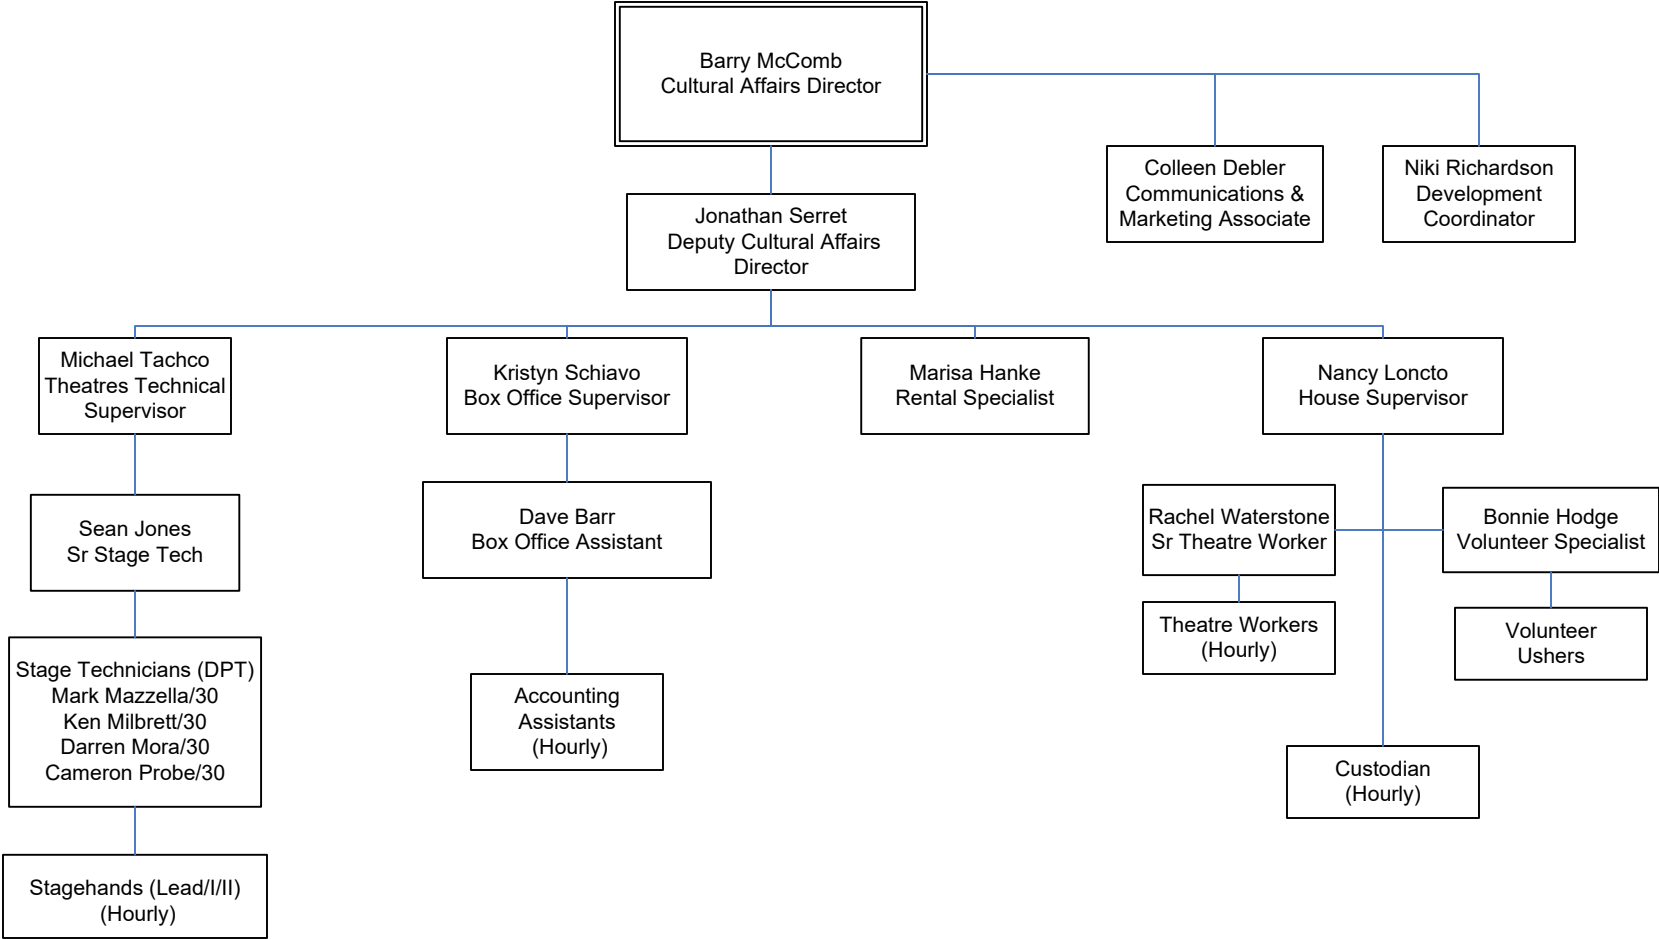 Barry McComb
Cultural Affairs Director
Colleen Debler
Communications &
Marketing Associate
Niki Richardson
Development
Coordinator
Jonathan Serret
Deputy Cultural Affairs
Director
Michael Tachco
Theatres Technical
Supervisor
Kristyn Schiavo
Box Office Supervisor
Marisa Hanke
Rental Specialist
Nancy Loncto
House Supervisor
Sean Jones
Sr Stage Tech
Dave Barr
Box Office Assistant
Rachel Waterstone
Sr Theatre Worker
Bonnie Hodge
Volunteer Specialist
Theatre Workers
(Hourly)
Volunteer
Ushers
Stage Technicians (DPT)
Mark Mazzella/30
Ken Milbrett/30
Darren Mora/30
Cameron Probe/30
Accounting
Assistants
(Hourly)
Custodian
(Hourly)
Stagehands (Lead/I/II)
(Hourly)